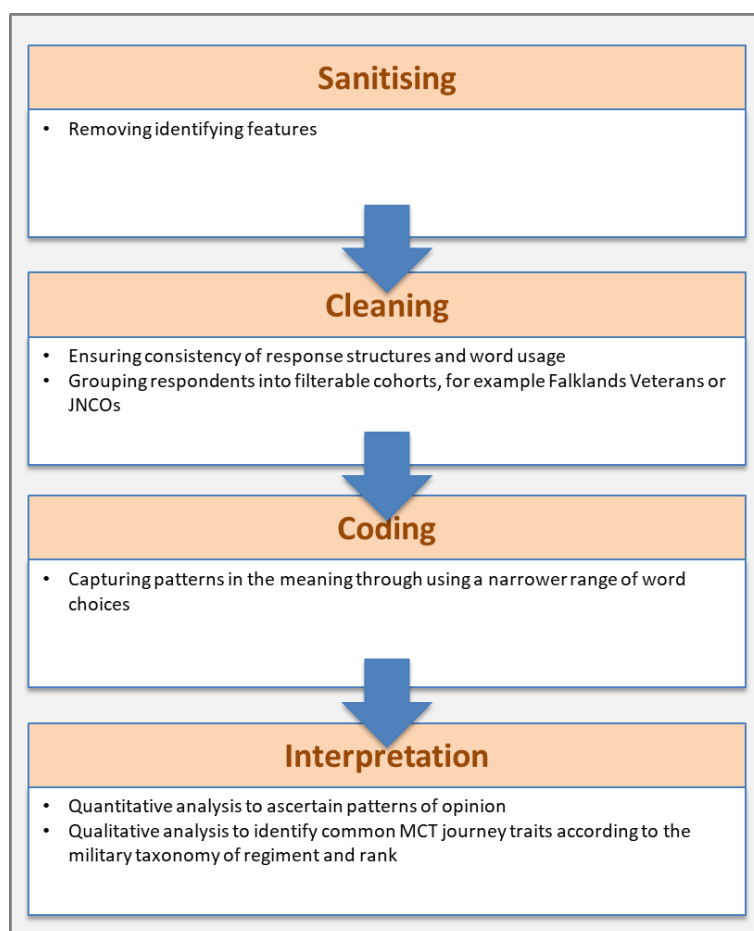 Sanitising
• Removing identifying features
Cleaning
• Ensuring consistency of response structures and word usage
• Grouping respondents into filterable cohorts, for example Falklands Veterans or
JNCOs
Coding
• Capturing patterns in the meaning through using a narrower range of word
choices
Interpretation
• Quantitative analysis to ascertain patterns of opinion
• Qualitative analysis to identify common MCT journey traits according to the
military taxonomy of regiment and rank